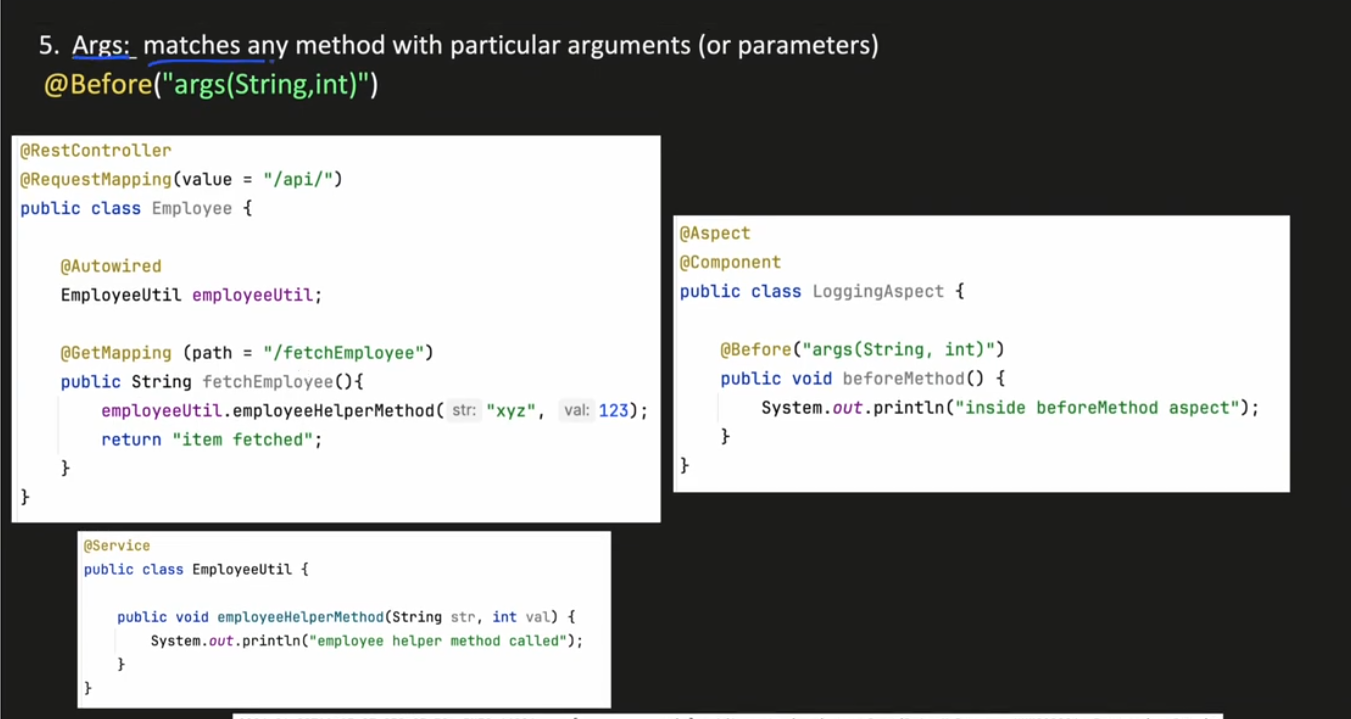 5. Args: matches any method with particular arguments (or parameters)
@Before("args(String,int)")
@RestController
@RequestMapping(value = "/api/")
public class Employee {
@Autowired
EmployeeUtil employeeUtil;
@GetMapping (path = "/fetchEmployee")
public String fetchEmployee(){
employeeUtil.employeeHelperMethod( str: "xyz", val: 123);
return "item fetched";
}
}
@Aspect
@Component
public class LoggingAspect {
@Before("args(String, int)")
public void beforeMethod() {
System.out.println("inside beforeMethod aspect");
}
}
@Service
public class EmployeeUtil {
public void employeeHelperMethod(String str, int val) {
System.out.println("employee helper method called");
}
}